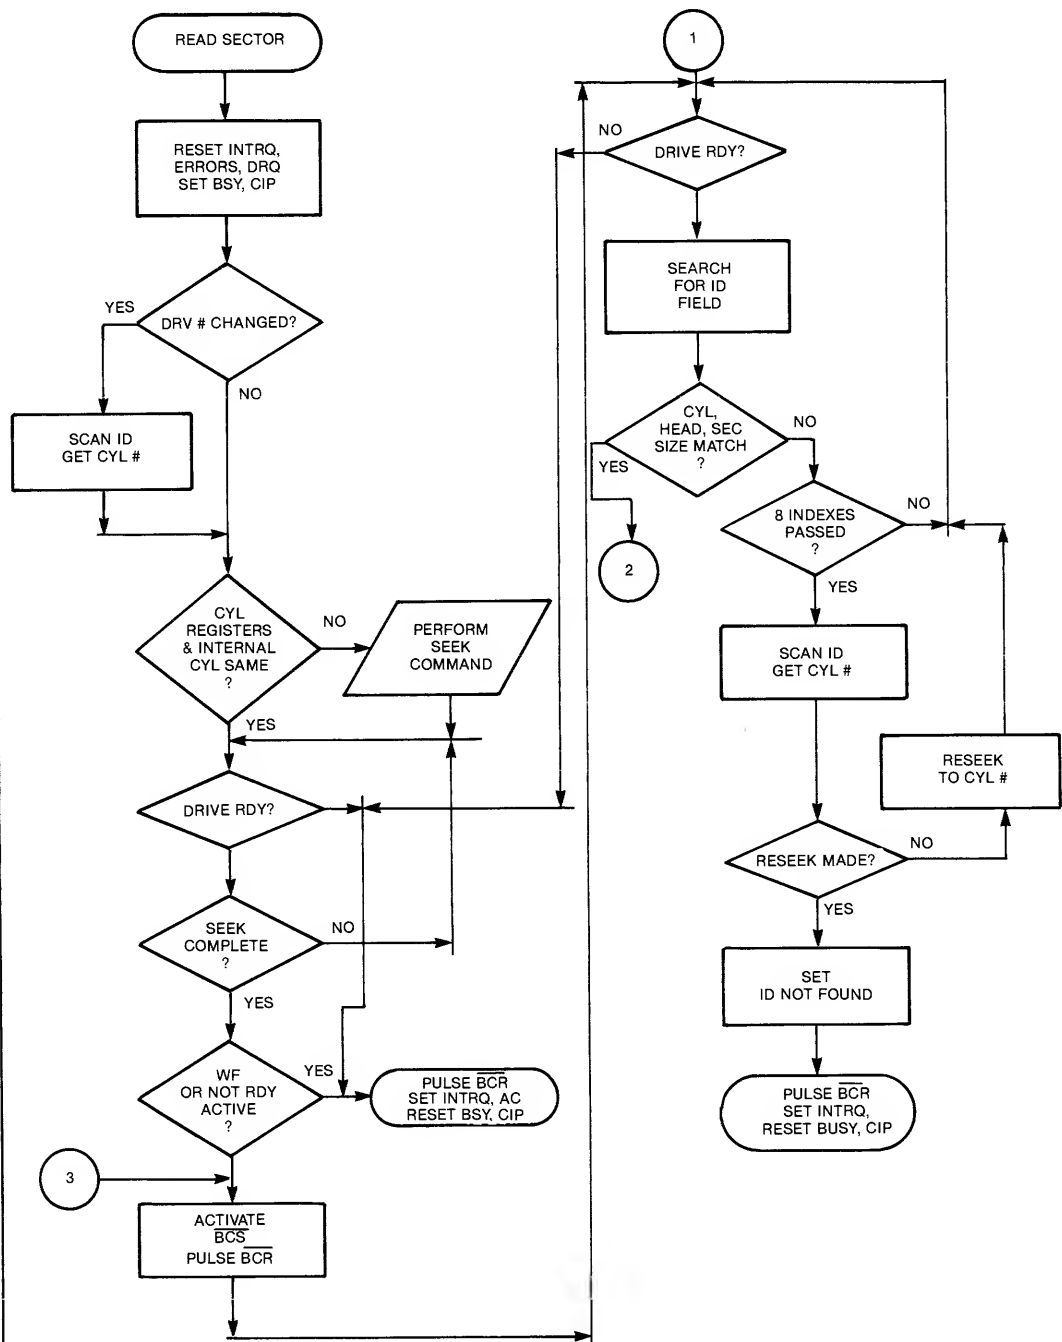 READ SECTOR
RESET INTRQ,
ERRORS, DRQ
SET BSY, CIP
YES
DRV # CHANGED?
NO
SCAN ID
GET CYL #
CYL
REGISTERS
& INTERNAL
CYL SAME
?
NO
PERFORM
SEEK
COMMAND
YES
DRIVE RDY?
SEEK
COMPLETE
?
NO
YES
WF
OR NOT RDY
ACTIVE
?
YES
PULSE B̅C̅R̅
SET INTRQ, AC
RESET BSY, CIP
3
ACTIVATE
B̅C̅S̅
PULSE B̅C̅R̅
1
NO
DRIVE RDY?
SEARCH
FOR ID
FIELD
CYL,
HEAD, SEC
SIZE MATCH
?
NO
YES
2
8 INDEXES
PASSED
?
NO
YES
SCAN ID
GET CYL #
RESEEK
TO CYL #
RESEEK MADE?
NO
YES
SET
ID NOT FOUND
PULSE B̅C̅R̅
SET INTRQ,
RESET BUSY, CIP